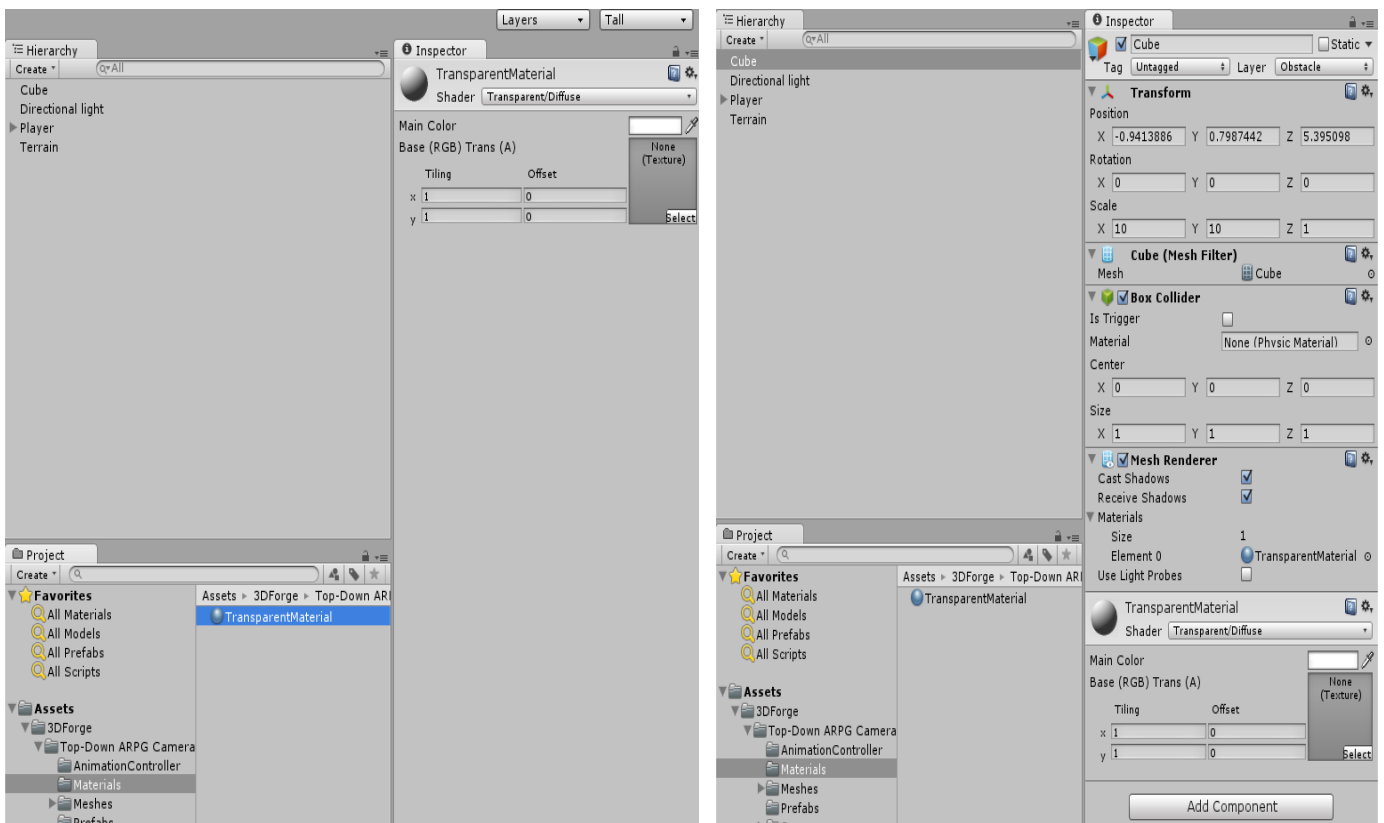 Layers
Tall
Hierarchy
Create
All
Cube
Directional light
Player
Terrain
Inspector
TransparentMaterial
Shader Transparent/Diffuse
Main Color
Base (RGB) Trans (A)
None
(Texture)
Tiling Offset
x 1 0
y 1 0
Select
Project
Create
Favorites
All Materials
All Models
All Prefabs
All Scripts
Assets
3DForge
Top-Down ARPG Camera
AnimationController
Materials
Meshes
Prefabs
Assets 3DForge Top-Down ARI
TransparentMaterial
Hierarchy
Create
All
Cube
Directional light
Player
Terrain
Project
Create
Favorites
All Materials
All Models
All Prefabs
All Scripts
Assets
3DForge
Top-Down ARPG Camera
AnimationController
Materials
Meshes
Prefabs
Assets 3DForge Top-Down ARI
TransparentMaterial
Inspector
Cube Static
Tag Untagged Layer Obstacle
Transform
Position
X -0.9413886 Y 0.7987442 Z 5.395098
Rotation
X 0 Y 0 Z 0
Scale
X 10 Y 10 Z 1
Cube (Mesh Filter)
Mesh Cube
Box Collider
Is Trigger
Material None (Physic Material)
Center
X 0 Y 0 Z 0
Size
X 1 Y 1 Z 1
Mesh Renderer
Cast Shadows
Receive Shadows
Materials
Size 1
Element 0 TransparentMaterial
Use Light Probes
TransparentMaterial
Shader Transparent/Diffuse
Main Color
Base (RGB) Trans (A)
None
(Texture)
Tiling Offset
x 1 0
y 1 0
Select
Add Component